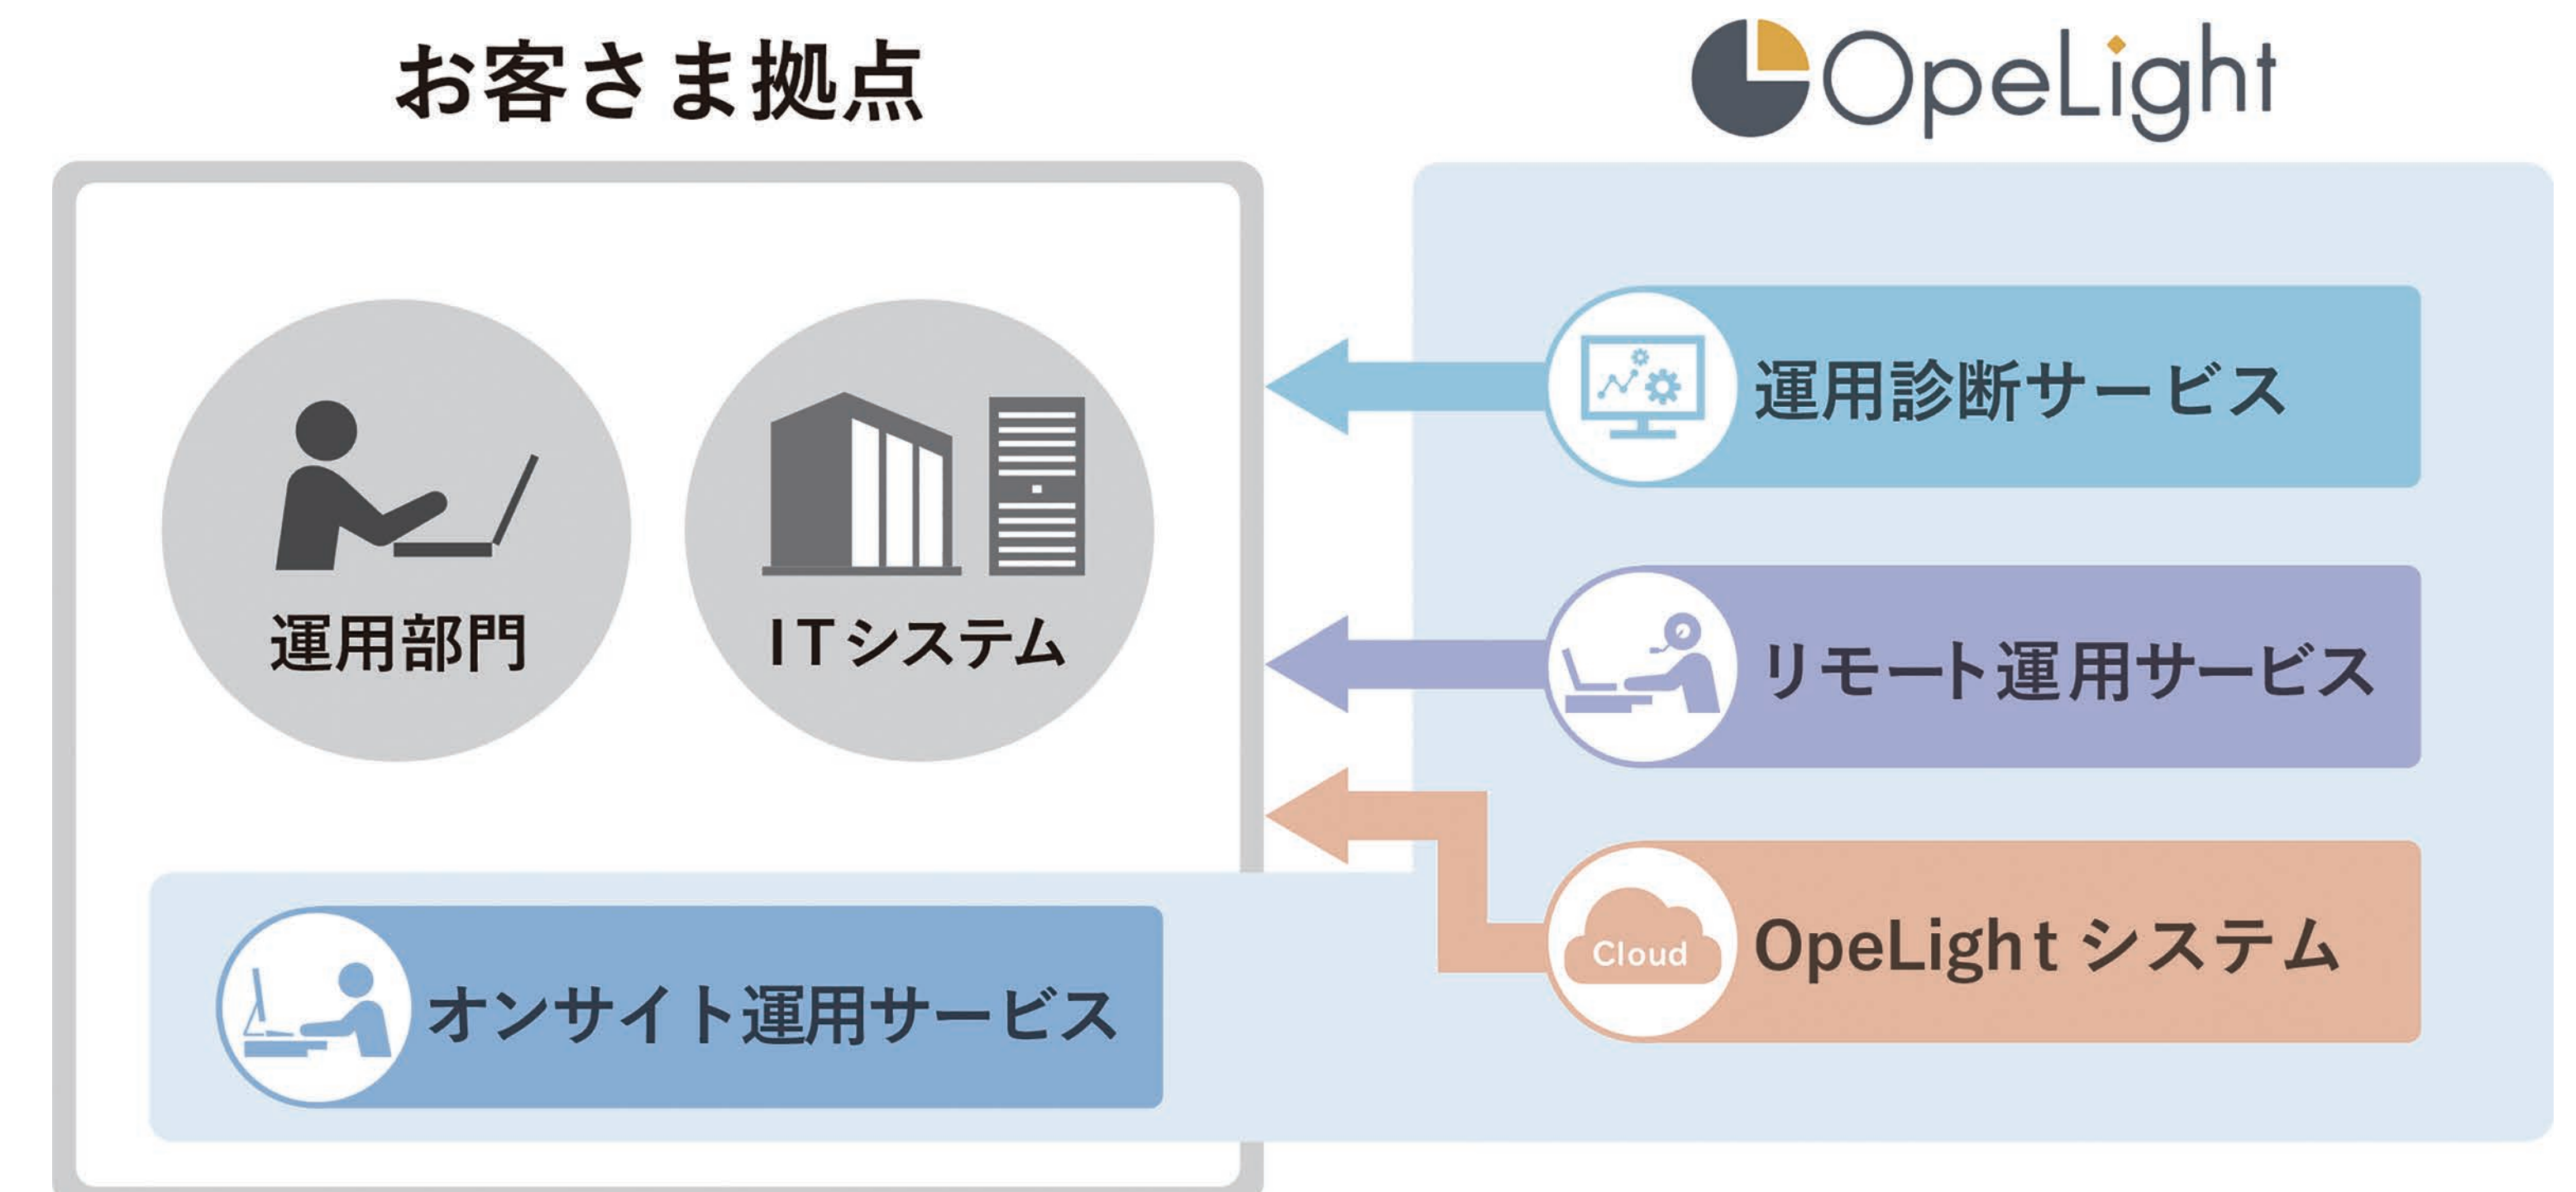 お客さま拠点
OpeLight
運用部門
ITシステム
オンサイト運用サービス
運用診断サービス
リモート運用サービス
Cloud
OpeLight システム